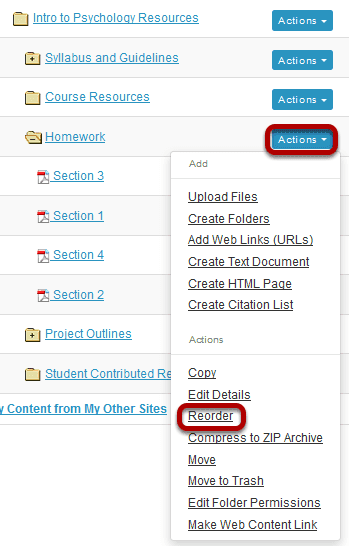 Intro to Psychology Resources Actions
Syllabus and Guidelines Actions
Course Resources Actions
Homework Actions
Add
Section 3
Upload Files
Section 1
Create Folders
Add Web Links (URLs)
Section 4
Create Text Document
Create HTML Page
Section 2
Create Citation List
Project Outlines
Actions
Student Contributed Re
Copy
Edit Details
y Content from My Other Sites
Reorder
Compress to ZIP Archive
Move
Move to Trash
Edit Folder Permissions
Make Web Content Link